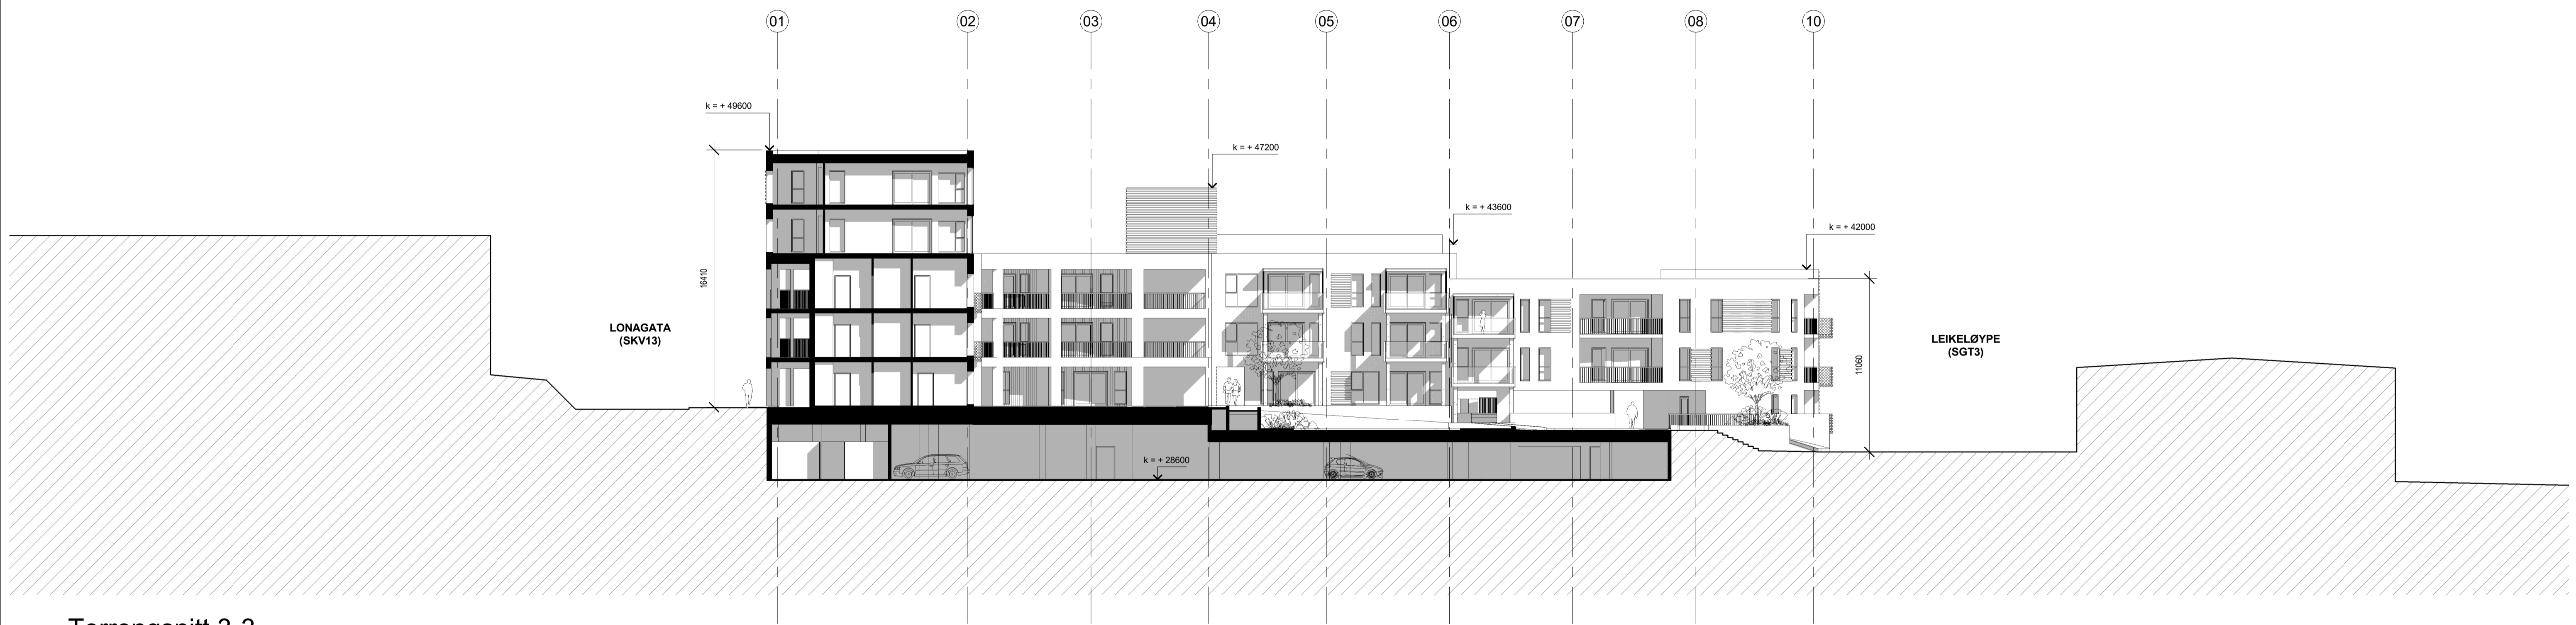 01
02
03
04
05
06
07
08
10
k = + 49600
k = + 47200
k = + 43600
k = + 42000
16410
11060
LONAGATA
(SKV13)
LEIKELØYPE
(SGT3)
k = + 28600